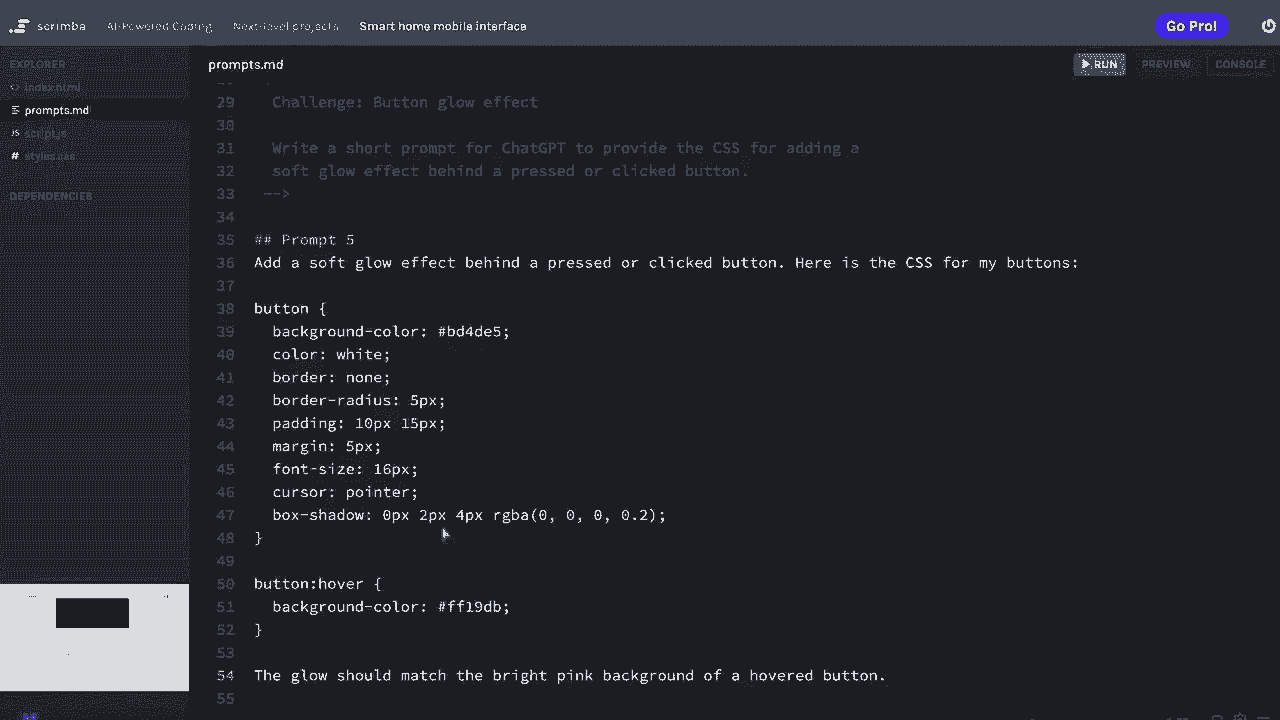 scrimba AI-Powered Coding Next-level projects Smart home mobile interface Go Pro!
EXPLORER
index.html
prompts.md
script.js
styles.css
DEPENDENCIES
prompts.md
RUN PREVIEW CONSOLE
29 Challenge: Button glow effect
30
31 Write a short prompt for ChatGPT to provide the CSS for adding a
32 soft glow effect behind a pressed or clicked button.
33 -->
34
35 ## Prompt 5
36 Add a soft glow effect behind a pressed or clicked button. Here is the CSS for my buttons:
37
38 button {
39 background-color: #bd4de5;
40 color: white;
41 border: none;
42 border-radius: 5px;
43 padding: 10px 15px;
44 margin: 5px;
45 font-size: 16px;
46 cursor: pointer;
47 box-shadow: 0px 2px 4px rgba(0, 0, 0, 0.2);
48 }
49
50 button:hover {
51 background-color: #ff19db;
52 }
53
54 The glow should match the bright pink background of a hovered button.
55